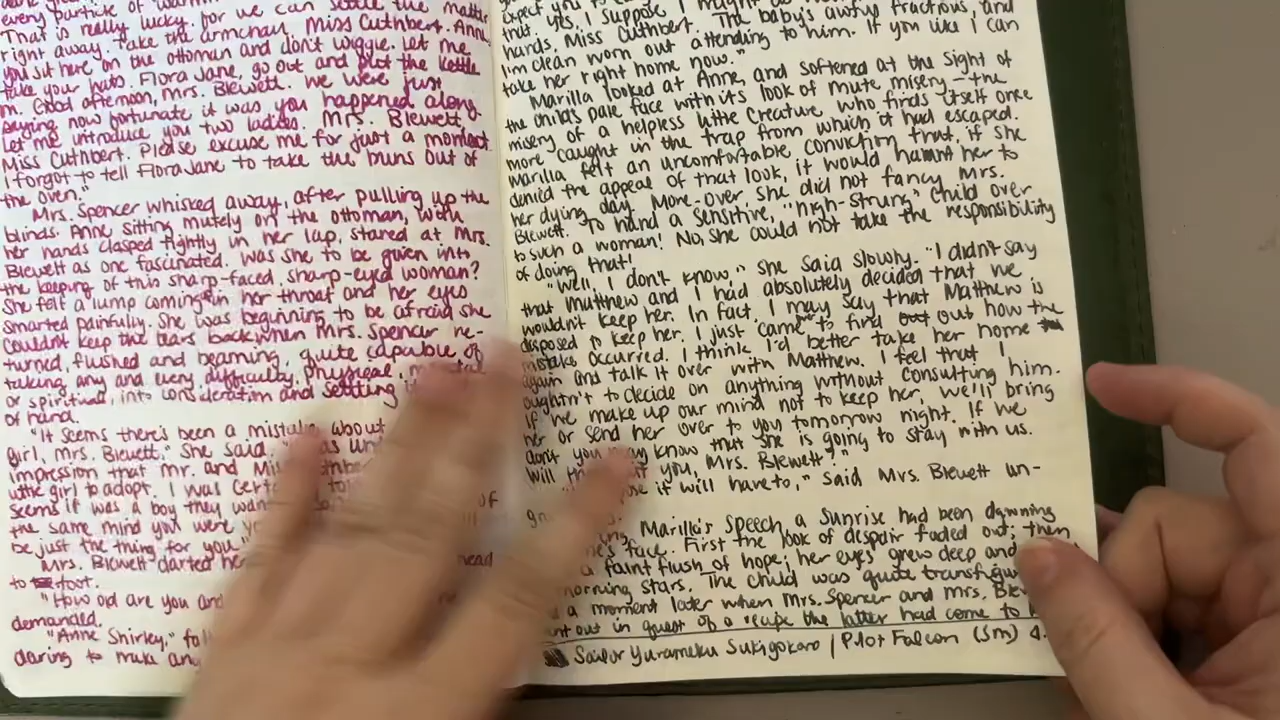 every particle of
"That is really lucky, for we can settle the matter
right away. Take the armchair, Miss Cuthbert. Anne,
you sit here on the ottoman and don't wiggle. Let me
take your hats. Flora Jane, go out and put the kettle
on. Good afternoon, Mrs. Blewett. We were just
saying how fortunate it was you happened along.
Let me introduce you two ladies. Mrs. Blewett,
Miss Cuthbert. Please excuse me for just a moment.
I forgot to tell Flora Jane to take the buns out of
the oven."
Mrs. Spencer whisked away, after pulling up the
blinds. Anne sitting mutely on the ottoman, with
her hands clasped tightly in her lap, stared at Mrs.
Blewett as one fascinated. Was she to be given into
the keeping of this sharp-faced, sharp-eyed woman?
She felt a lump coming in her throat and her eyes
smarted painfully. She was beginning to be afraid she
couldn't keep the tears back when Mrs. Spencer re-
turned, flushed and beaming, quite capable of
taking any and every difficulty, physical,
or spiritual, into consideration and settling
of hand.
"It seems there's been a mistake about
girl, Mrs. Blewett," she said.
impression that Mr. and
little girl to adopt. I was
seems it was a boy they
the same mind you were
be just the thing for you."
Mrs. Blewett darted her
to foot.
"How old are you and
demanded.
"Anne Shirley,"
daring to make any
expect you to
that. Yes, I suppose I might
hands, Miss Cuthbert. The baby's awful fractious, and
I'm clean worn out attending to him. If you like I can
take her right home now."
Marilla looked at Anne, and softened at the sight of
the child's pale face with its look of mute misery—the
misery of a helpless little creature who finds itself once
more caught in the trap from which it had escaped.
Marilla felt an uncomfortable conviction that, if she
denied the appeal of that look, it would haunt her to
her dying day. More-over, she did not fancy Mrs.
Blewett. To hand a sensitive, "high-strung" child over
to such a woman! No, she could not take the responsibility
of doing that!
"Well, I don't know," she said slowly. "I didn't say
that Matthew and I had absolutely decided that we
wouldn't keep her. In fact, I may say that Matthew is
disposed to keep her. I just came to find out how the
mistake occurred. I think I'd better take her home
again and talk it over with Matthew. I feel that I
oughtn't to decide on anything without consulting him.
If we make up our mind not to keep her, we'll bring
her or send her over to you tomorrow night. If we
don't you may know that she is going to stay with us.
Will you, Mrs. Blewett?"
if will have to," said Mrs. Blewett un-
Marilla's speech, a sunrise had been dawning
face. First the look of despair faded out; then
a faint flush of hope; her eyes grew deep and
morning stars. The child was quite
a moment later when Mrs. Spencer and Mrs.
out in quest of a recipe the latter had come to
Sailor Yurameku Sukigokoro / Pilot Falcon (sm)